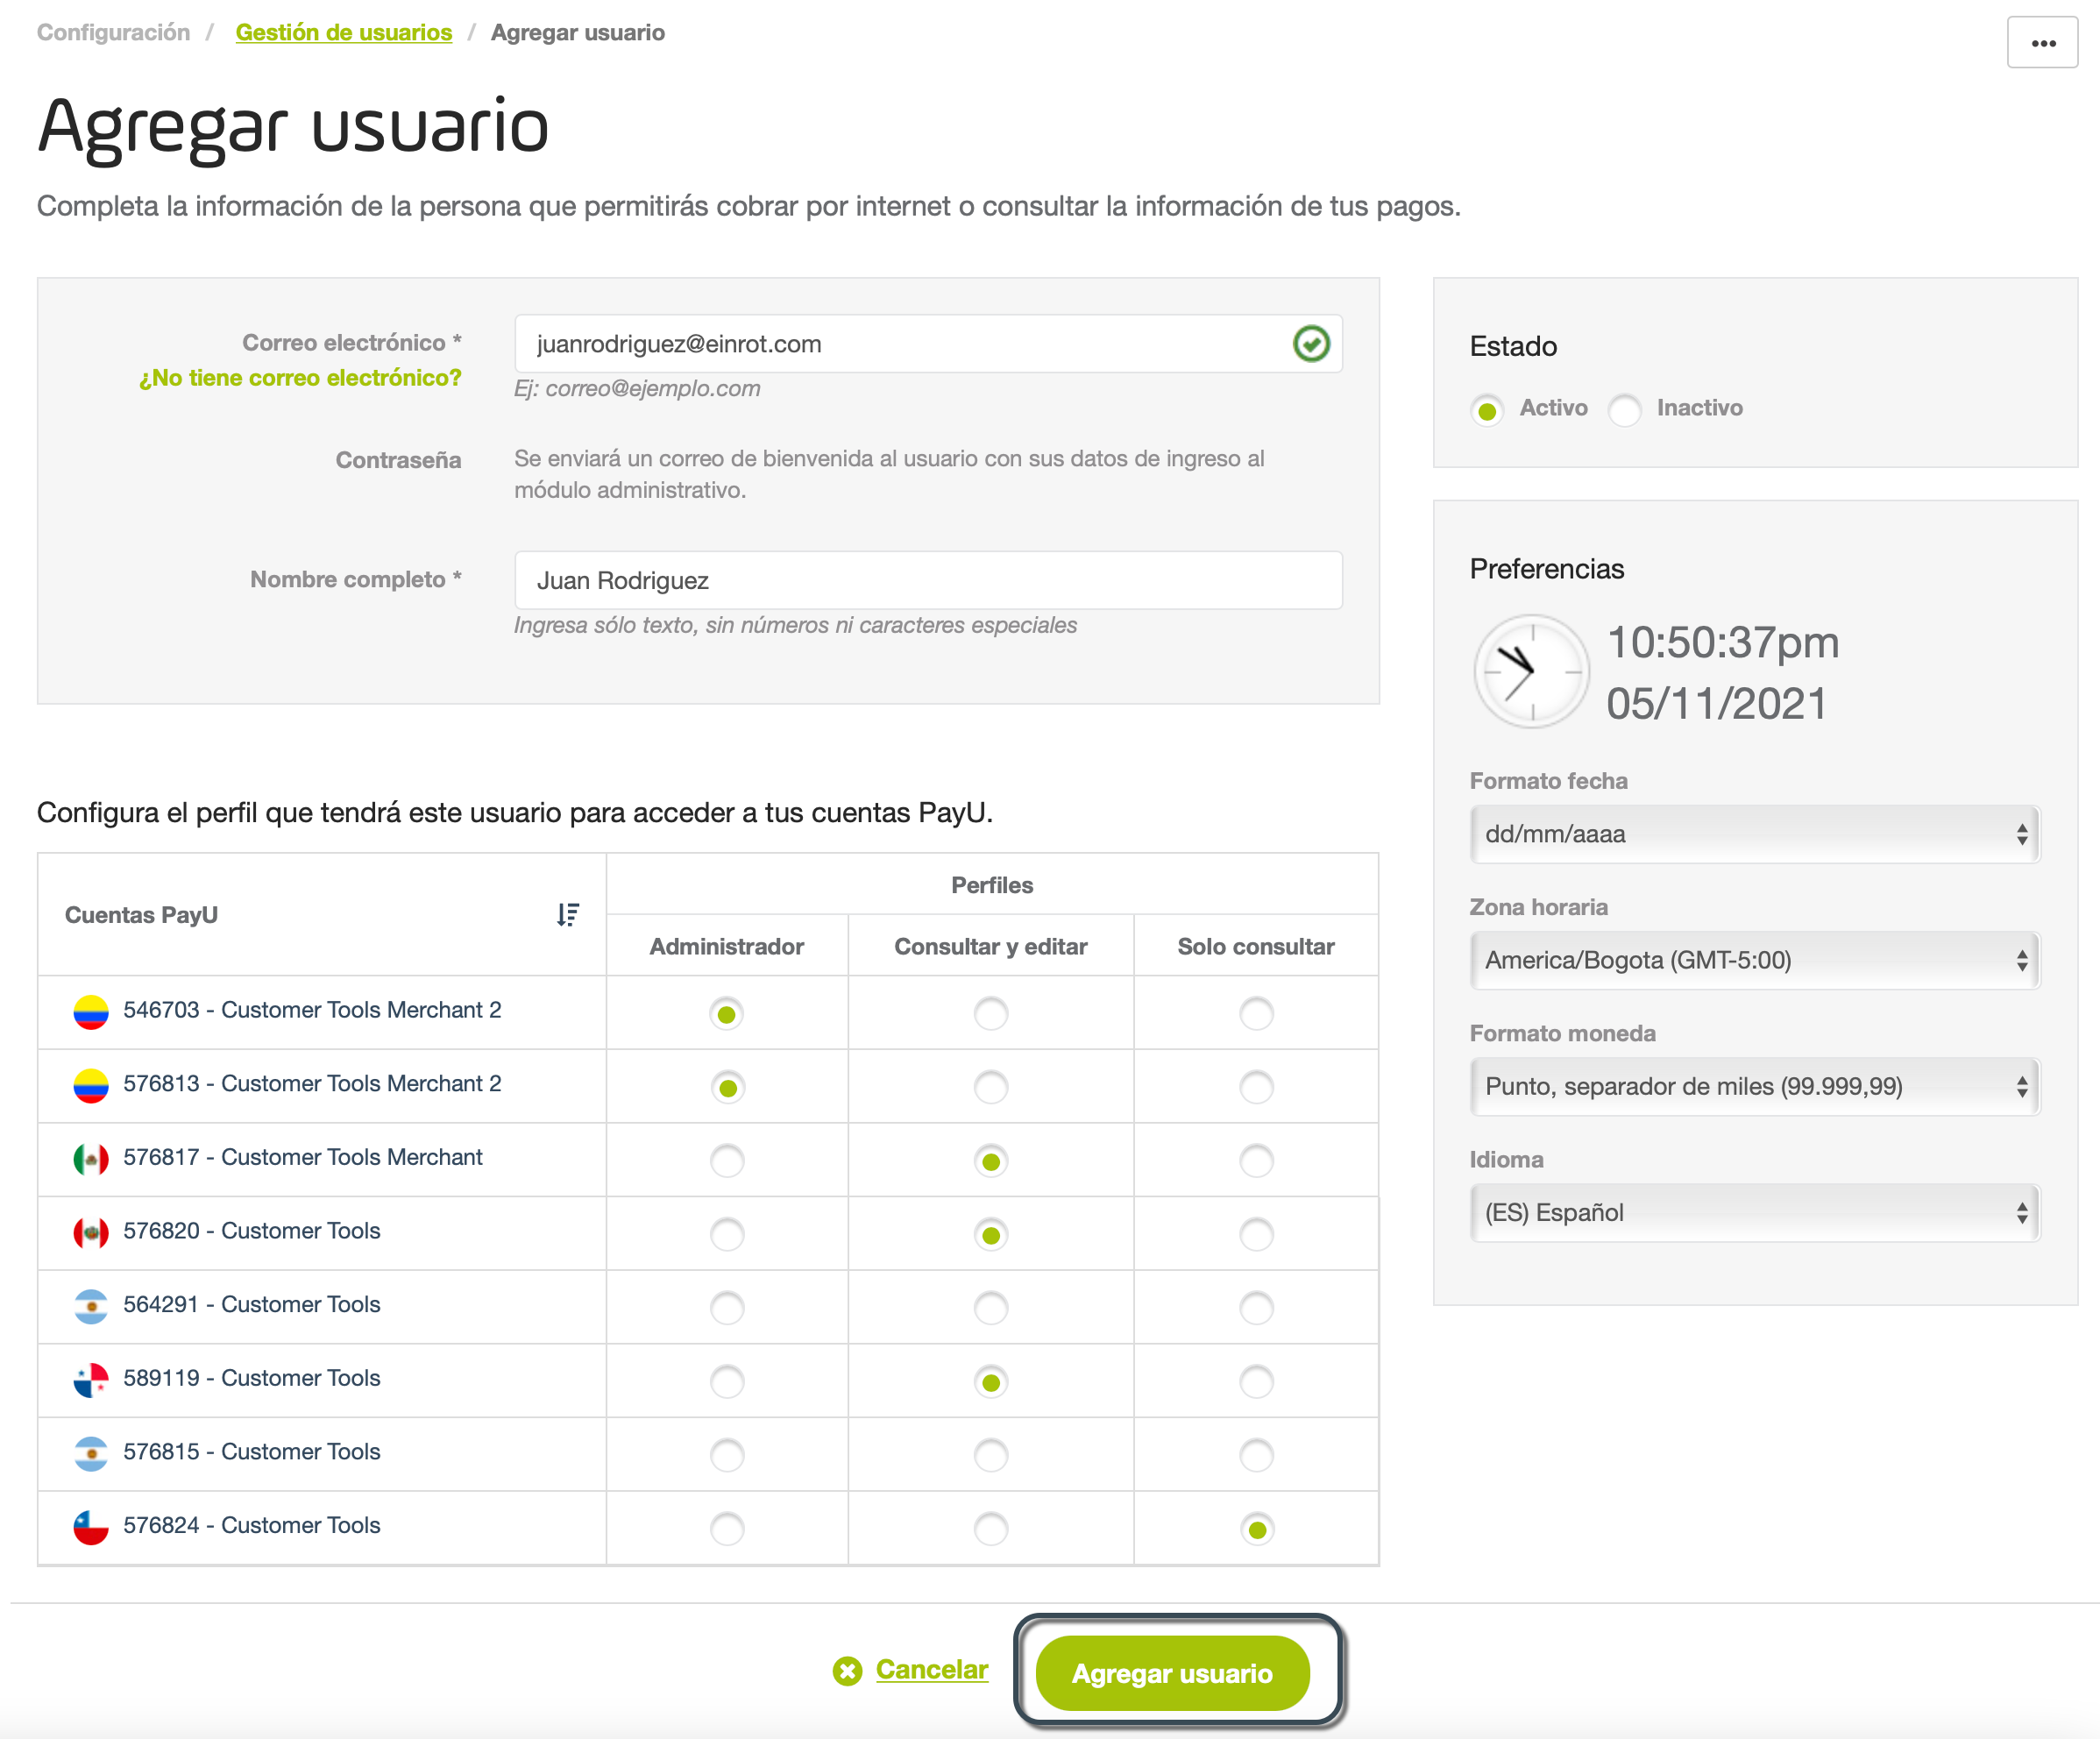 Configuración / Gestión de usuarios / Agregar usuario
Agregar usuario
Completa la información de la persona que permitirás cobrar por internet o consultar la información de tus pagos.
Correo electrónico *
¿No tiene correo electrónico?
juanrodriguez@einrot.com
Ej: correo@ejemplo.com
Contraseña
Se enviará un correo de bienvenida al usuario con sus datos de ingreso al
módulo administrativo.
Nombre completo *
Juan Rodriguez
Ingresa sólo texto, sin números ni caracteres especiales
Estado
Activo Inactivo
Preferencias
10:50:37pm
05/11/2021
Formato fecha
dd/mm/aaaa
Zona horaria
America/Bogota (GMT-5:00)
Formato moneda
Punto, separador de miles (99.999,99)
Idioma
(ES) Español
Configura el perfil que tendrá este usuario para acceder a tus cuentas PayU.
Cuentas PayU
Perfiles
Administrador Consultar y editar Solo consultar
546703 - Customer Tools Merchant 2
576813 - Customer Tools Merchant 2
576817 - Customer Tools Merchant
576820 - Customer Tools
564291 - Customer Tools
589119 - Customer Tools
576815 - Customer Tools
576824 - Customer Tools
Cancelar Agregar usuario